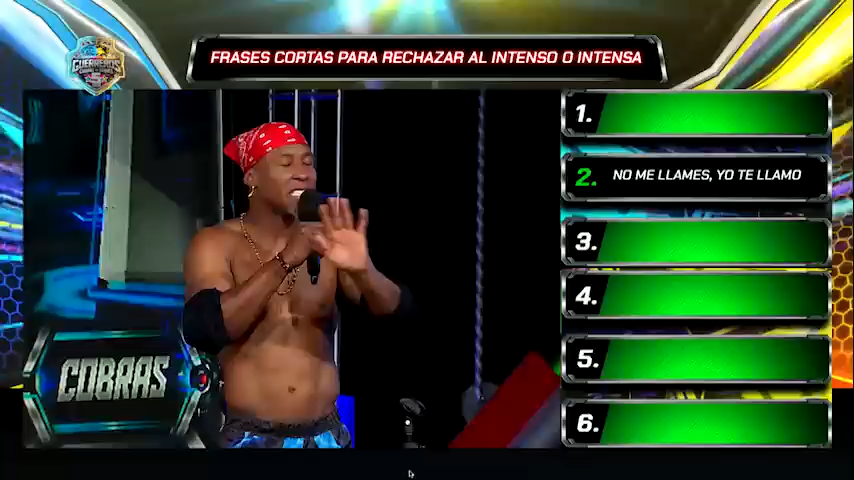 GUERREROS
FRASES CORTAS PARA RECHAZAR AL INTENSO O INTENSA
1.
2. NO ME LLAMES, YO TE LLAMO
3.
4.
5.
6.
COBRAS